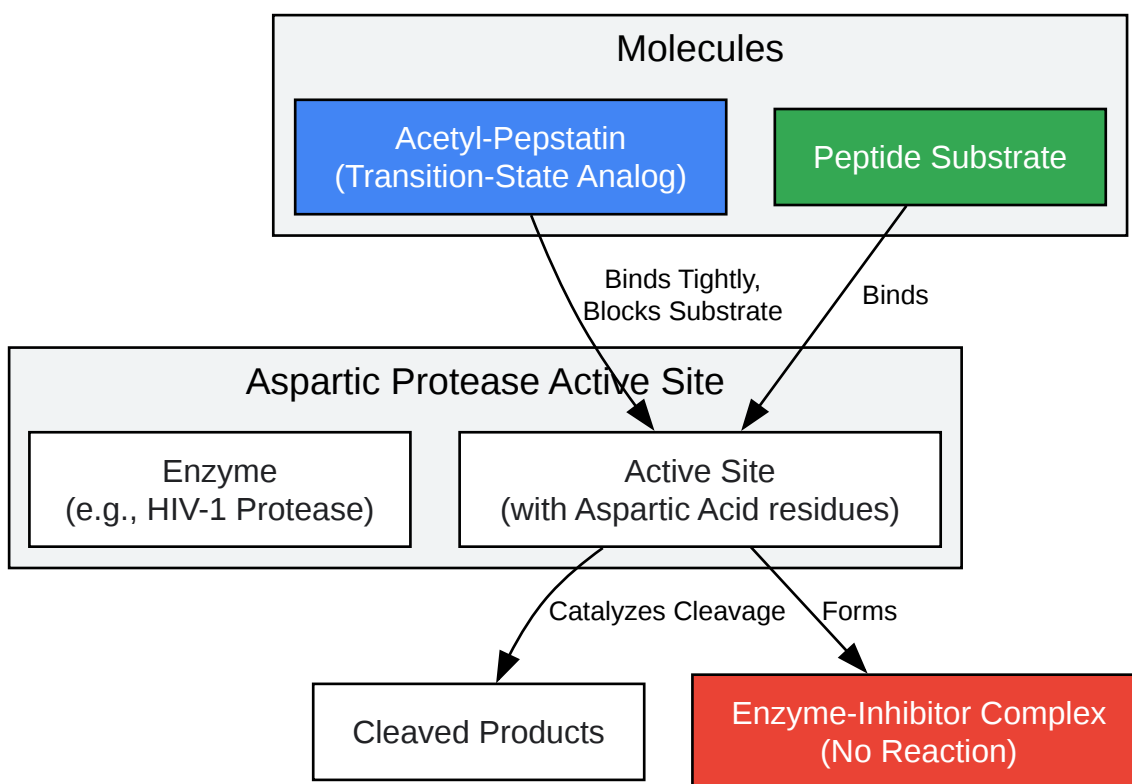 Molecules
Acetyl-Pepstatin
(Transition-State Analog)
Peptide Substrate
Binds Tightly,
Blocks Substrate
Binds
Aspartic Protease Active Site
Enzyme
(e.g., HIV-1 Protease)
Active Site
(with Aspartic Acid residues)
Catalyzes Cleavage
Forms
Cleaved Products
Enzyme-Inhibitor Complex
(No Reaction)